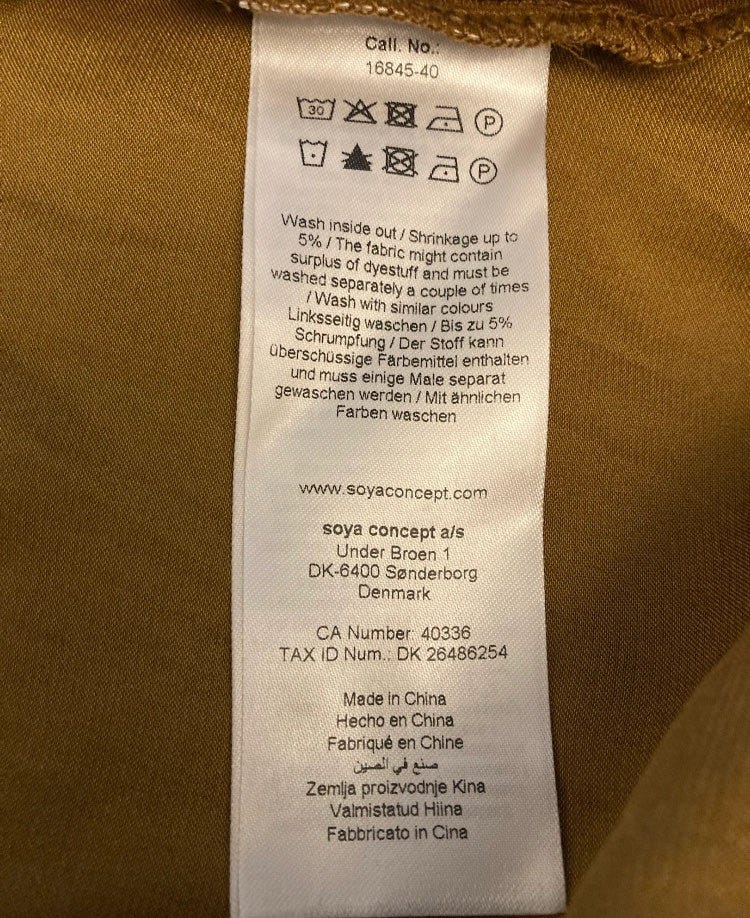 Call. No.:
16845-40
30 P
P
Wash inside out / Shrinkage up to
5% / The fabric might contain
surplus of dyestuff and must be
washed separately a couple of times
/ Wash with similar colours
Linksseitig waschen / Bis zu 5%
Schrumpfung / Der Stoff kann
überschüssige Färbemittel enthalten
und muss einige Male separat
gewaschen werden / Mit ähnlichen
Farben waschen
www.soyaconcept.com
soya concept a/s
Under Broen 1
DK-6400 Sønderborg
Denmark
CA Number: 40336
TAX ID Num.: DK 26486254
Made in China
Hecho en China
Fabriqué en Chine
صنع في الصين
Zemlja proizvodnje Kina
Valmistatud Hiina
Fabbricato in Cina